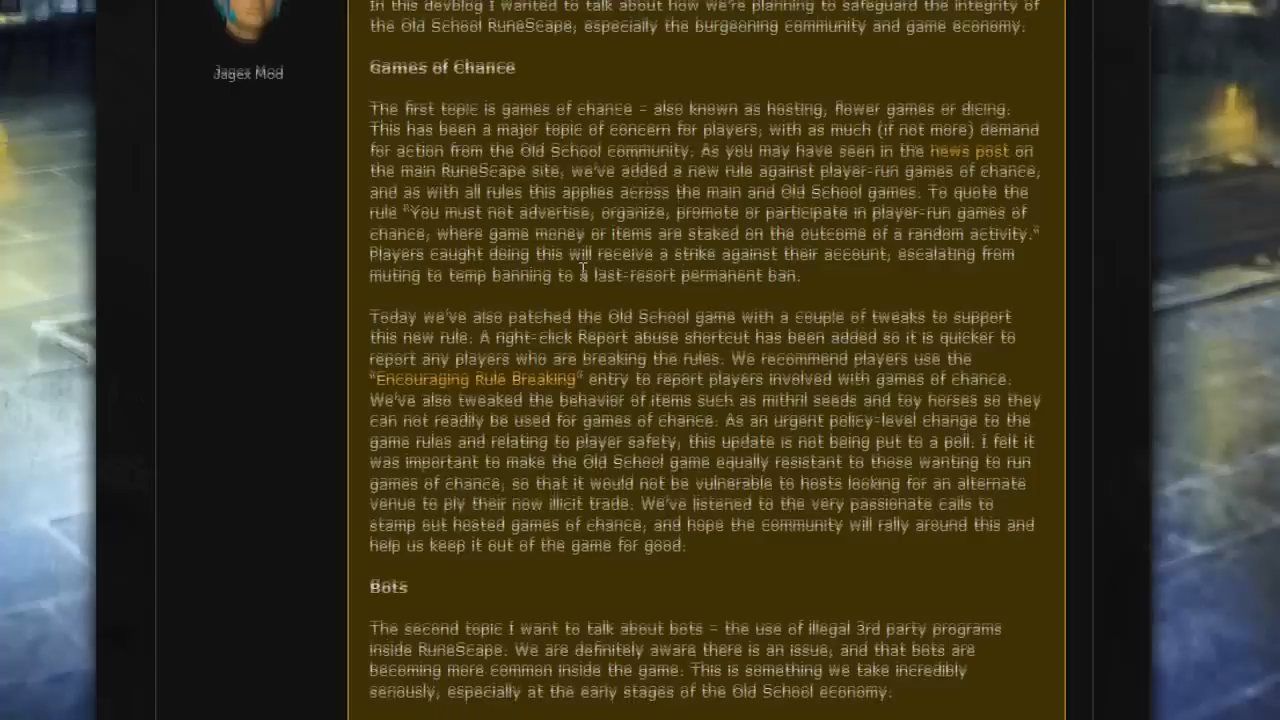 In this devblog I wanted to talk about how we're planning to safeguard the integrity of
the Old School RuneScape, especially the burgeoning community and game economy.
Jagex Mod
Games of Chance
The first topic is games of chance – also known as hosting, flower games or dicing.
This has been a major topic of concern for players, with as much (if not more) demand
for action from the Old School community. As you may have seen in the news post on
the main RuneScape site, we've added a new rule against player-run games of chance,
and as with all rules this applies across the main and Old School games. To quote the
rule "You must not advertise, organize, promote or participate in player-run games of
chance, where game money or items are staked on the outcome of a random activity."
Players caught doing this will receive a strike against their account, escalating from
muting to temp banning to a last-resort permanent ban.
Today we've also patched the Old School game with a couple of tweaks to support
this new rule. A right-click Report abuse shortcut has been added so it is quicker to
report any players who are breaking the rules. We recommend players use the
"Encouraging Rule Breaking" entry to report players involved with games of chance.
We've also tweaked the behavior of items such as mithril seeds and toy horses so they
can not readily be used for games of chance. As an urgent policy-level change to the
game rules and relating to player safety, this update is not being put to a poll. I felt it
was important to make the Old School game equally resistant to those wanting to run
games of chance, so that it would not be vulnerable to hosts looking for an alternate
venue to ply their now illicit trade. We've listened to the very passionate calls to
stamp out hosted games of chance, and hope the community will rally around this and
help us keep it out of the game for good.
Bots
The second topic I want to talk about bots – the use of illegal 3rd party programs
inside RuneScape. We are definitely aware there is an issue, and that bots are
becoming more common inside the game. This is something we take incredibly
seriously, especially at the early stages of the Old School economy.